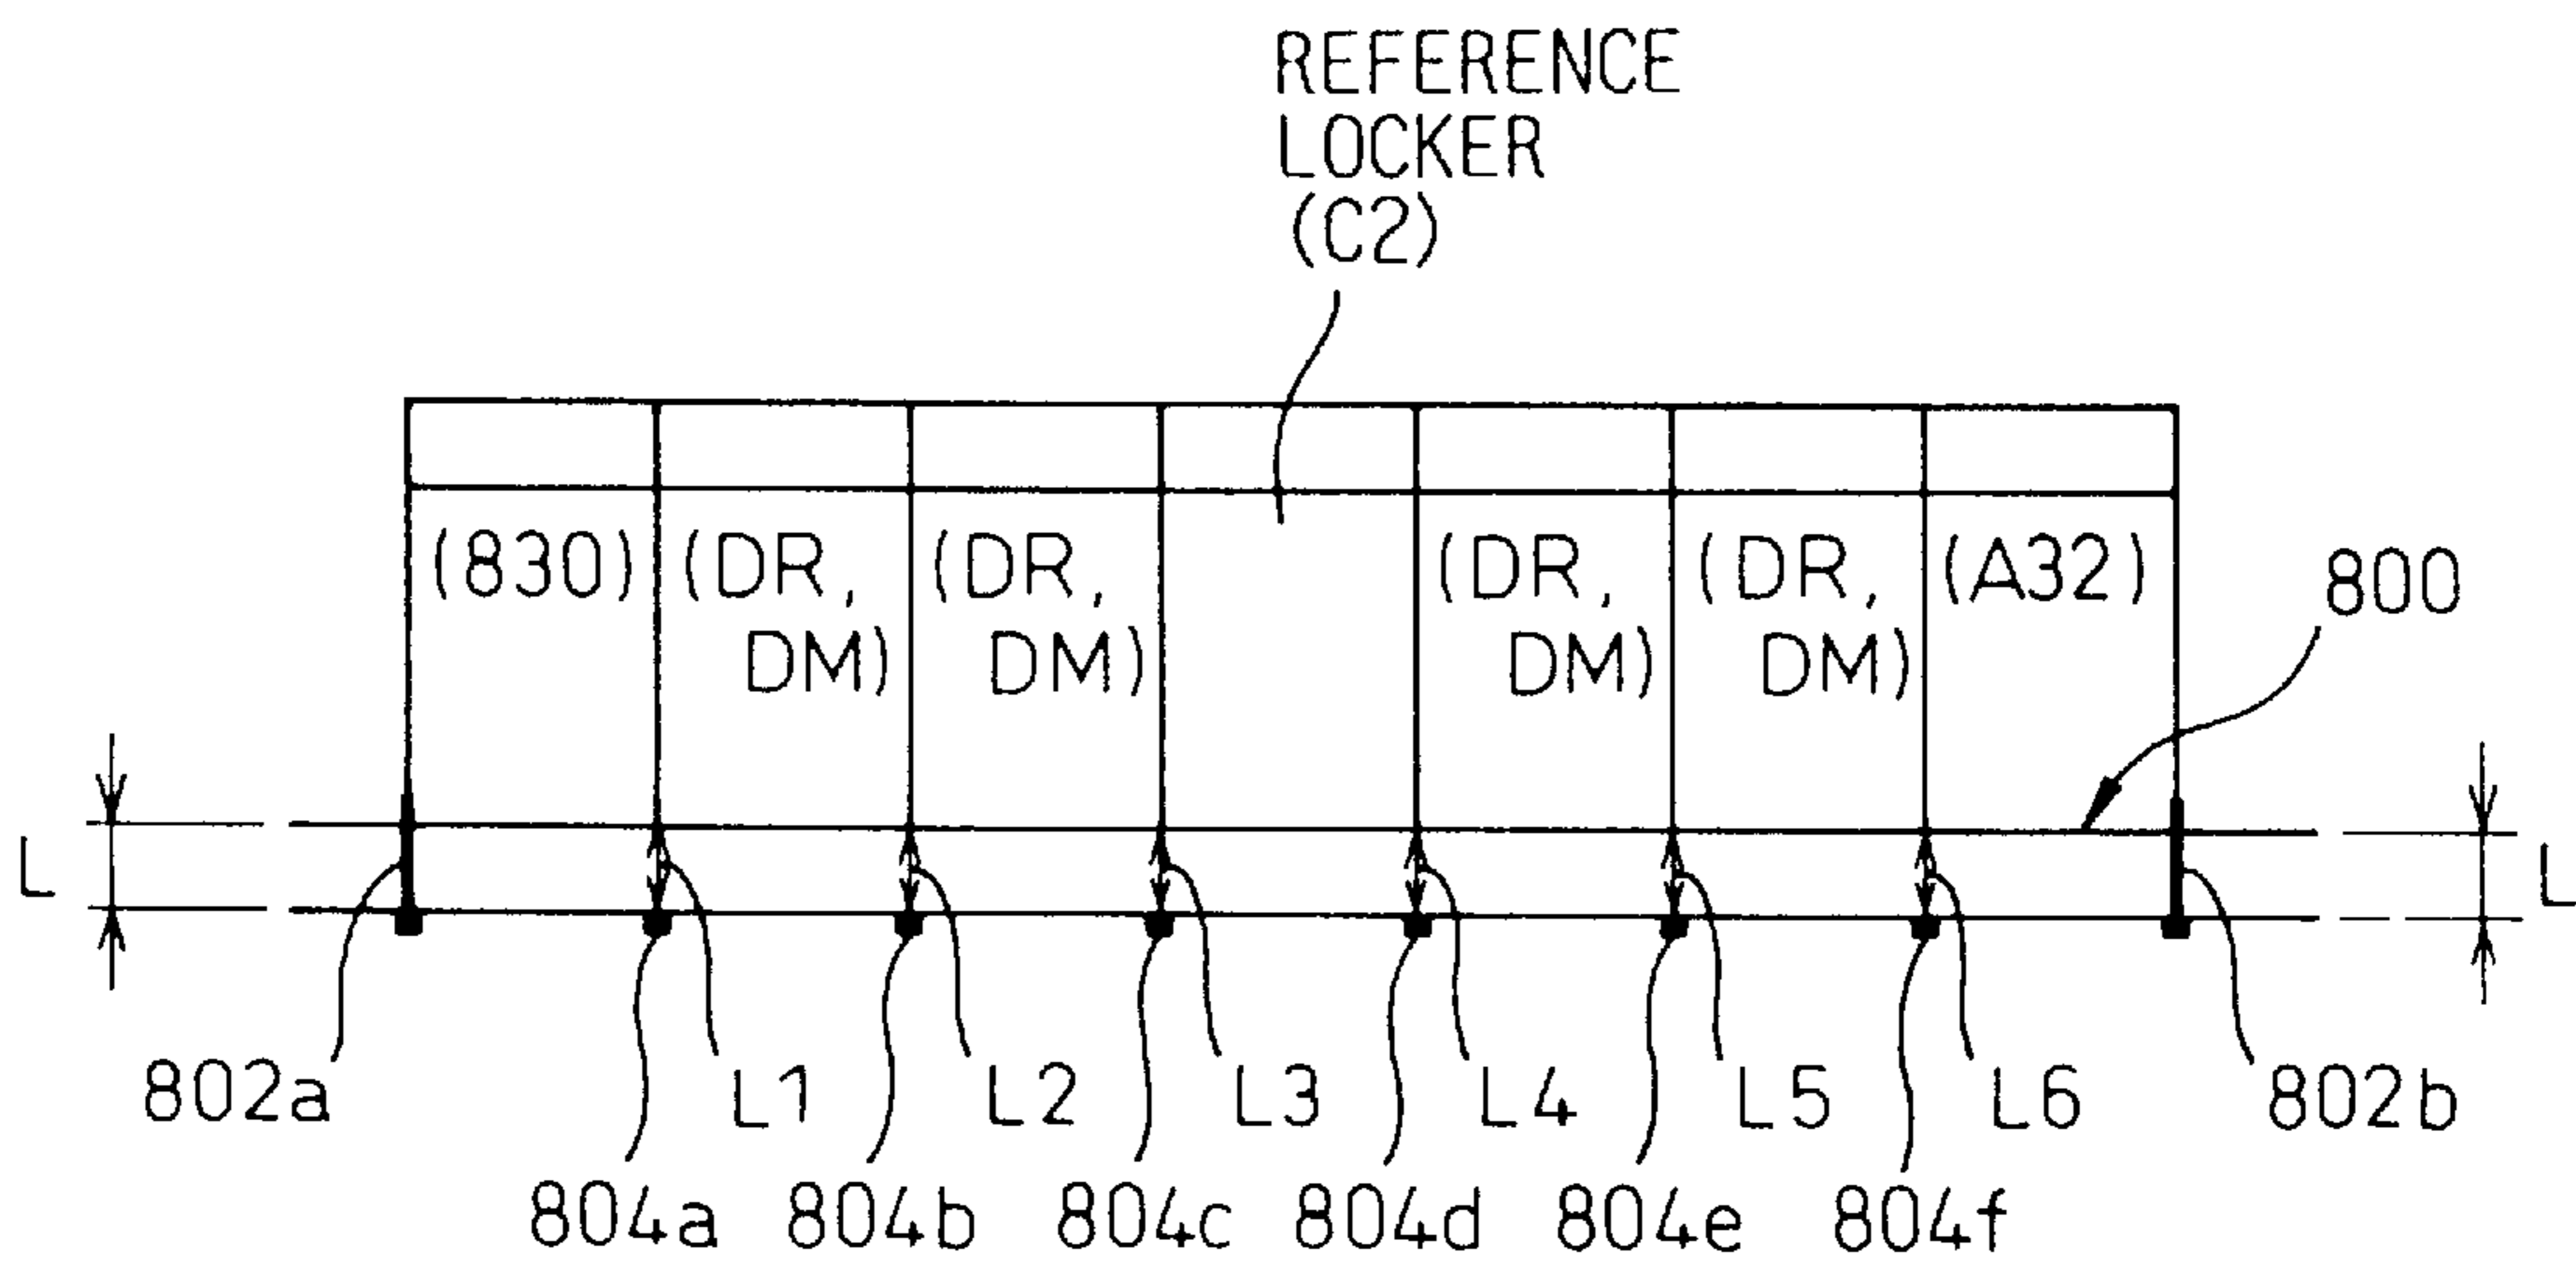 REFERENCE
LOCKER
(C2)
(830) (DR, (DR, (DR, (DR, (A32)
DM) DM) DM) DM)
800
L L
802a L1 L2 L3 L4 L5 L6 802b
804a 804b 804c 804d 804e 804f